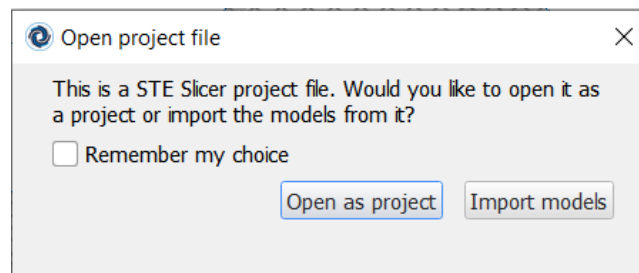 Open project file
This is a STE Slicer project file. Would you like to open it as
a project or import the models from it?
Remember my choice
Open as project Import models